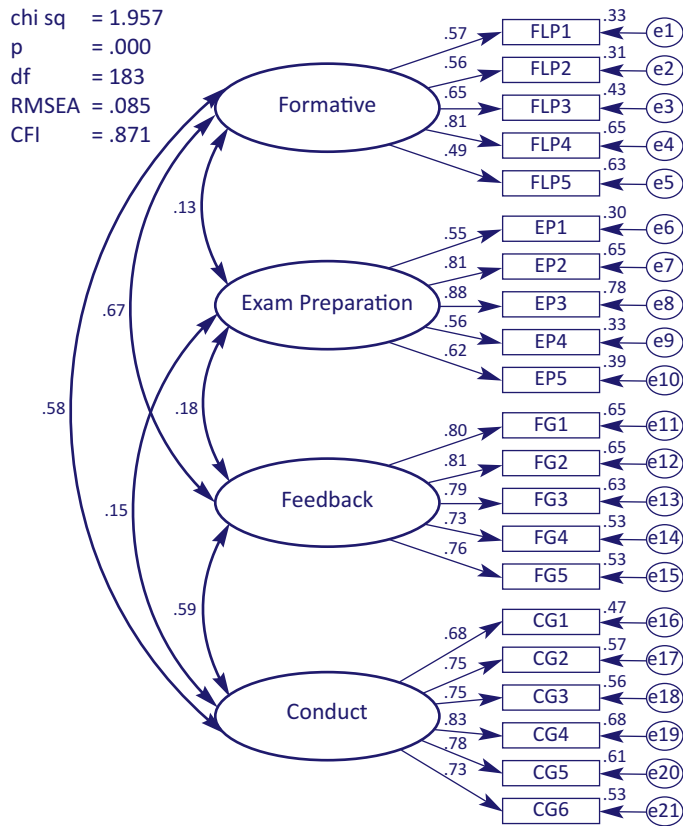 chi sq = 1.957
p = .000
df = 183
RMSEA = .085
CFI = .871
Formative
.57 FLP1 .33 e1
.56 FLP2 .31 e2
.65 FLP3 .43 e3
.81 FLP4 .65 e4
.49 FLP5 .63 e5
.13
Exam Preparation
.55 EP1 .30 e6
.81 EP2 .65 e7
.88 EP3 .78 e8
.56 EP4 .33 e9
.62 EP5 .39 e10
.67
.58
.18
Feedback
.80 FG1 .65 e11
.81 FG2 .65 e12
.79 FG3 .63 e13
.73 FG4 .53 e14
.76 FG5 .53 e15
.15
.59
Conduct
.68 CG1 .47 e16
.75 CG2 .57 e17
.75 CG3 .56 e18
.83 CG4 .68 e19
.78 CG5 .61 e20
.73 CG6 .53 e21